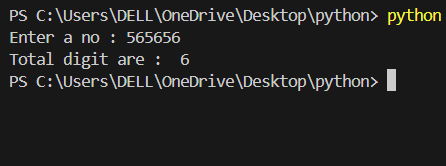 PS C:\Users\DELL\OneDrive\Desktop\python> python
Enter a no : 565656
Total digit are :  6
PS C:\Users\DELL\OneDrive\Desktop\python>